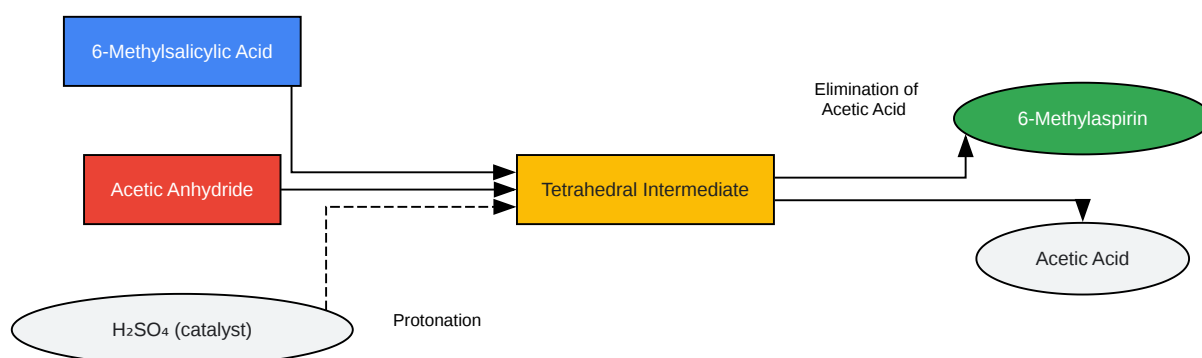 6-Methylsalicylic Acid
Elimination of
Acetic Acid
6-Methylaspirin
Acetic Anhydride
Tetrahedral Intermediate
Acetic Acid
H₂SO₄ (catalyst)
Protonation